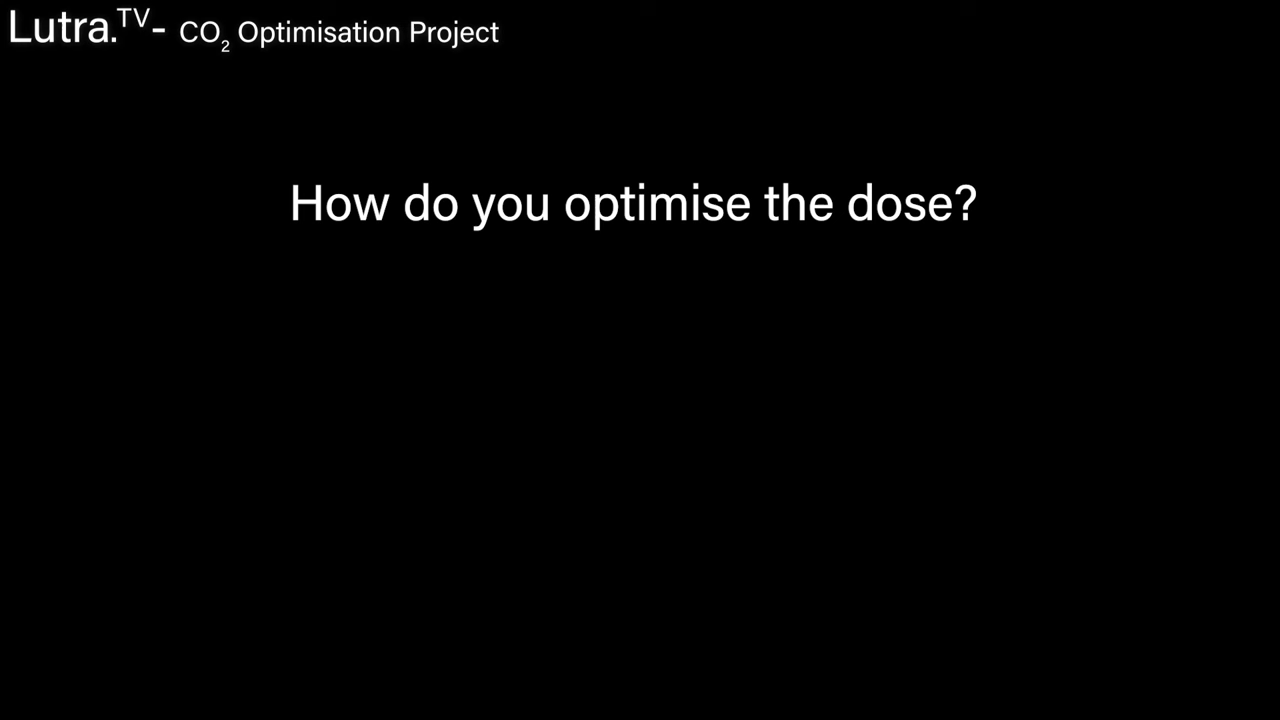 Lutra.TV- CO₂ Optimisation Project
How do you optimise the dose?